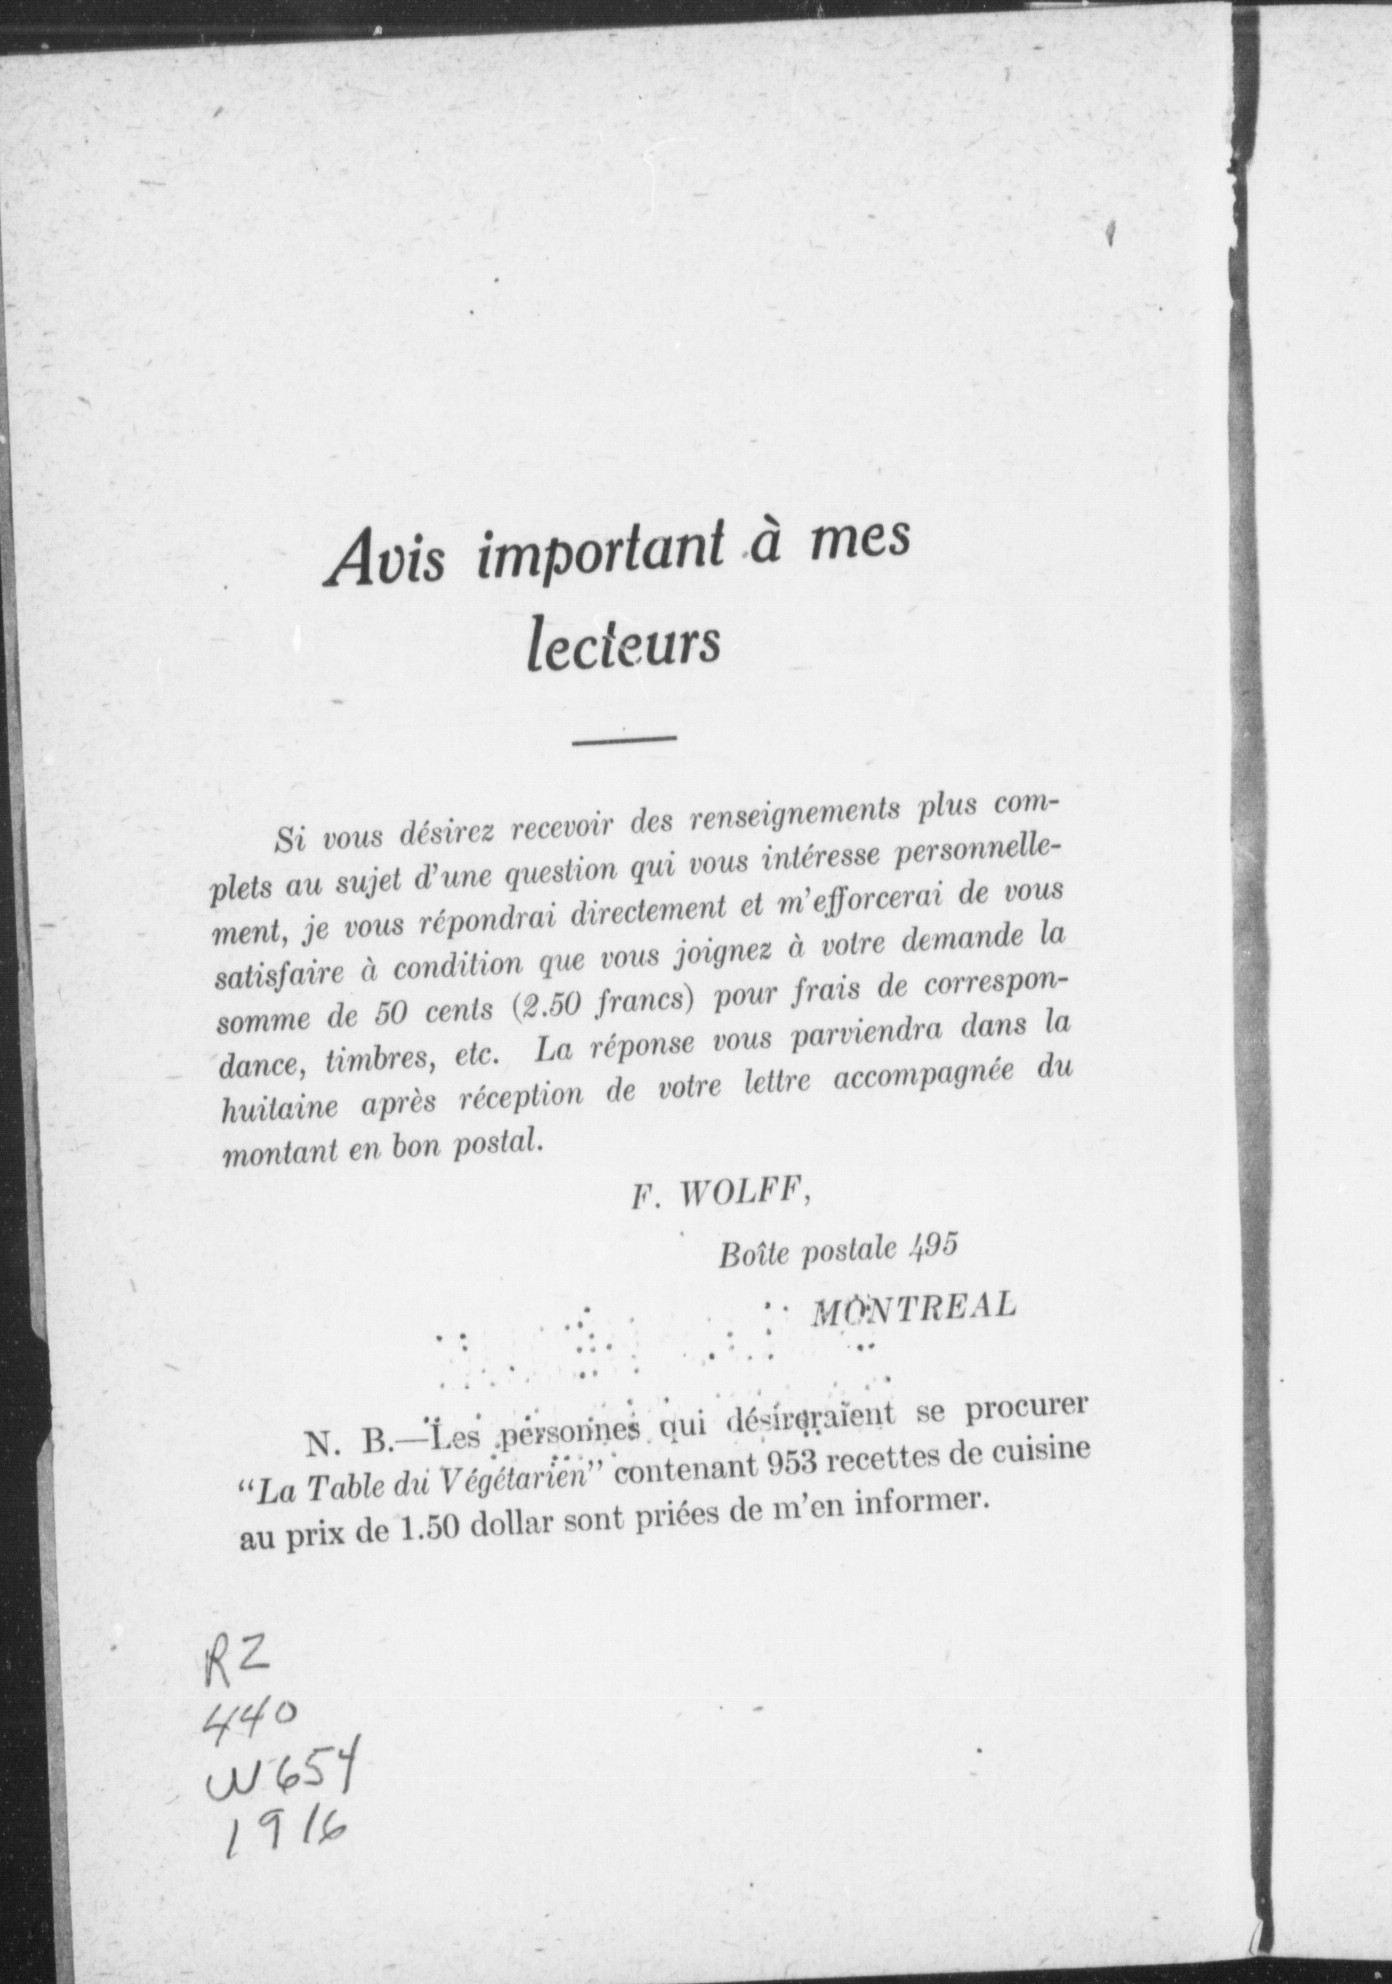 Avis important à mes
lecteurs
Si vous désirez recevoir des renseignements plus com-
plets au sujet d'une question qui vous intéresse personnelle-
ment, je vous répondrai directement et m'efforcerai de vous
satisfaire à condition que vous joignez à votre demande la
somme de 50 cents (2.50 francs) pour frais de correspon-
dance, timbres, etc. La réponse vous parviendra dans la
huitaine après réception de votre lettre accompagnée du
montant en bon postal.
F. WOLFF,
Boîte postale 495
MONTREAL
N. B.—Les personnes qui désireraient se procurer
"La Table du Végétarien" contenant 953 recettes de cuisine
au prix de 1.50 dollar sont priées de m'en informer.
RZ
440
W654
1916